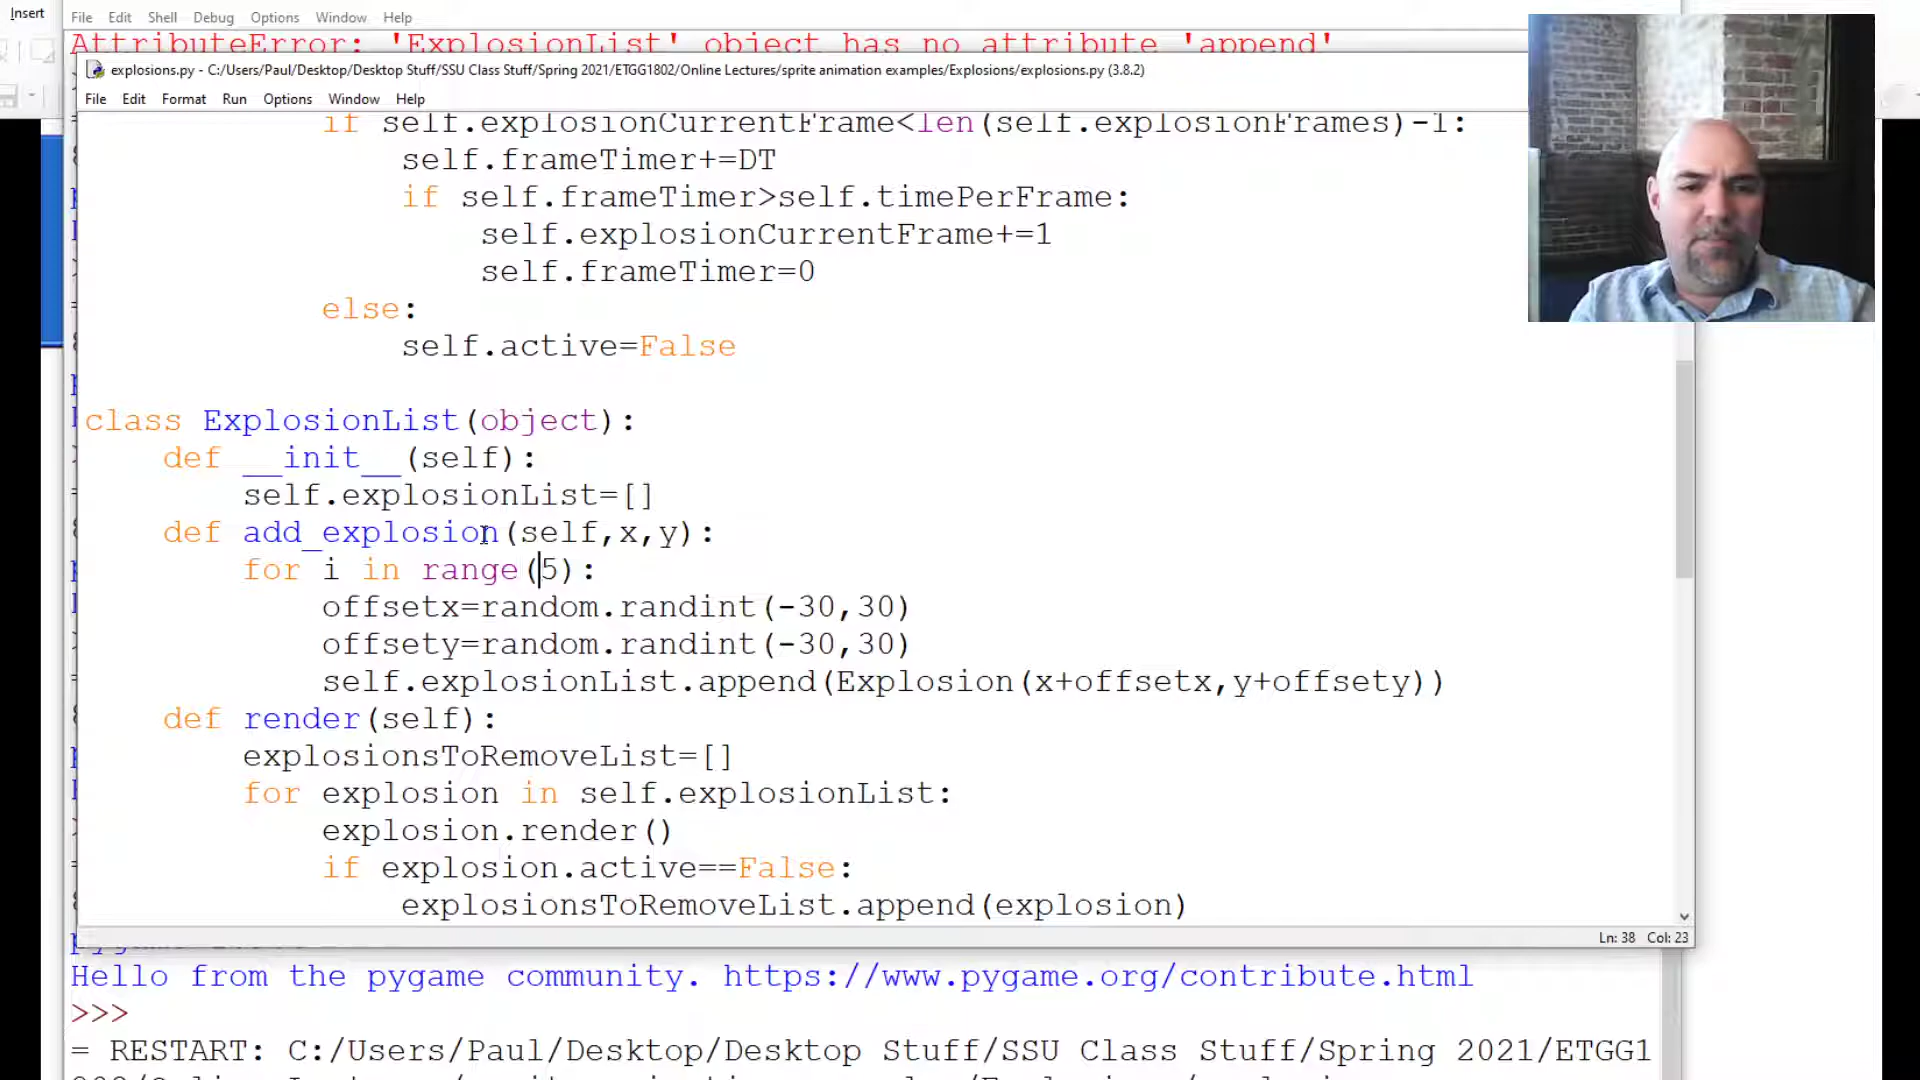 Insert
File Edit Shell Debug Options Window Help
AttributeError: 'ExplosionList' object has no attribute 'append'
explosions.py - C:/Users/Paul/Desktop/Desktop Stuff/SSU Class Stuff/Spring 2021/ETGG1802/Online Lectures/sprite animation examples/Explosions/explosions.py (3.8.2)
File Edit Format Run Options Window Help
if self.explosionCurrentFrame<len(self.explosionFrames)-1:
self.frameTimer+=DT
if self.frameTimer>self.timePerFrame:
self.explosionCurrentFrame+=1
self.frameTimer=0
else:
self.active=False
class ExplosionList(object):
def __init__(self):
self.explosionList=[]
def add_explosion(self,x,y):
for i in range(5):
offsetx=random.randint(-30,30)
offsety=random.randint(-30,30)
self.explosionList.append(Explosion(x+offsetx,y+offsety))
def render(self):
explosionsToRemoveList=[]
for explosion in self.explosionList:
explosion.render()
if explosion.active==False:
explosionsToRemoveList.append(explosion)
Ln: 38 Col: 23
Hello from the pygame community. https://www.pygame.org/contribute.html
>>>
= RESTART: C:/Users/Paul/Desktop/Desktop Stuff/SSU Class Stuff/Spring 2021/ETGG1